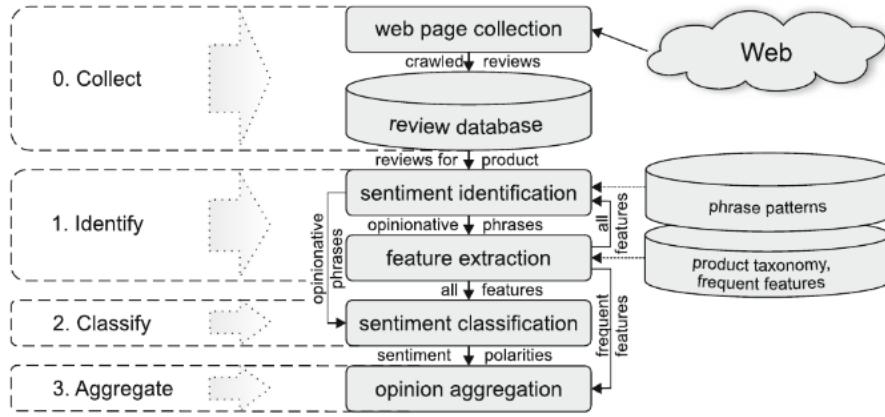 web page collection
Web
crawled reviews
0. Collect
review database
reviews for product
sentiment identification
phrase patterns
1. Identify
opinionative phrases
all
features
opinionative
phrases
feature extraction
product taxonomy,
frequent features
all features
frequent
features
2. Classify
sentiment classification
sentiment polarities
3. Aggregate
opinion aggregation